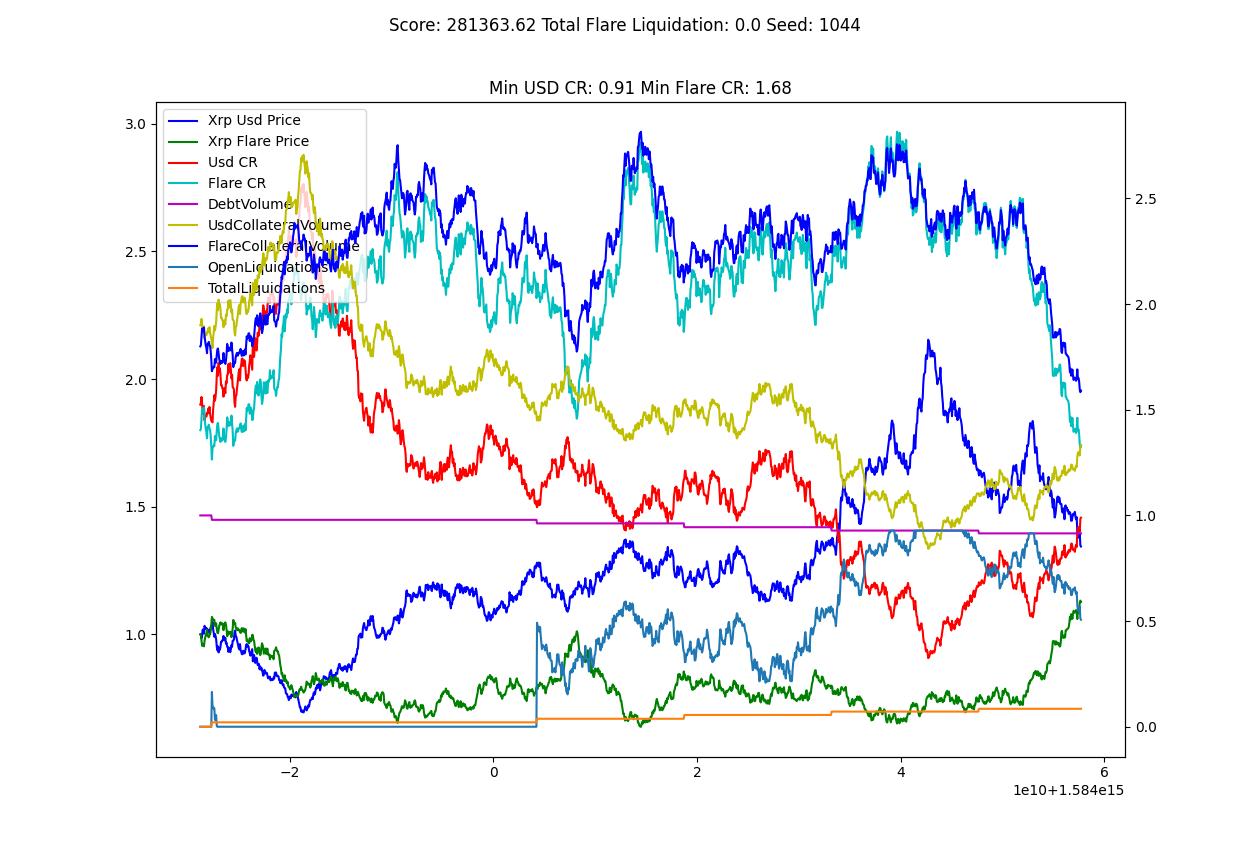 Score: 281363.62 Total Flare Liquidation: 0.0 Seed: 1044
Min USD CR: 0.91 Min Flare CR: 1.68
Xrp Usd Price
Xrp Flare Price
Usd CR
Flare CR
DebtVolume
UsdCollateralVolume
FlareCollateralVolume
OpenLiquidations
TotalLiquidations
3.0
2.5
2.0
1.5
1.0
2.5
2.0
1.5
1.0
0.5
0.0
−2
0
2
4
6
1e10+1.584e15